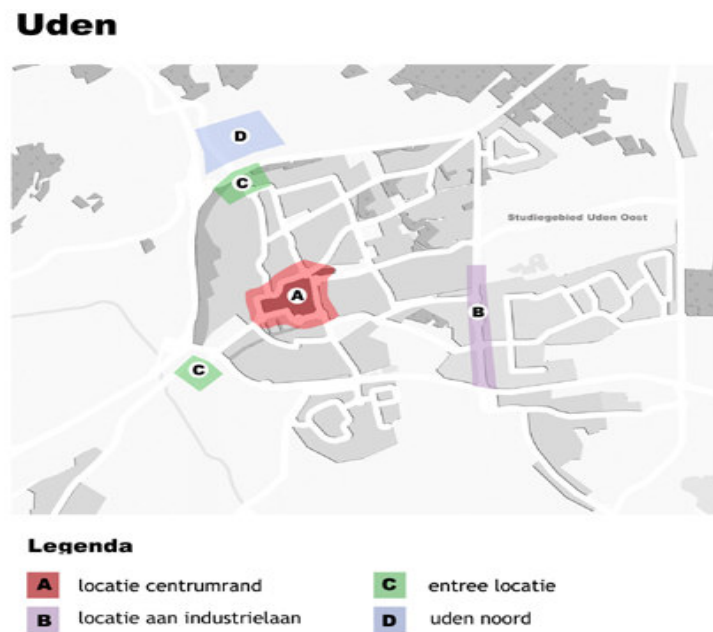 Uden
D
C
Studiegebied Uden Oost
A
B
C
Legenda
A locatie centrumrand
C entree locatie
B locatie aan industrielaan
D uden noord